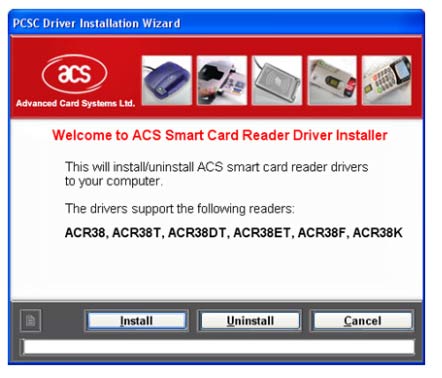 PCSC Driver Installation Wizard
acs
Advanced Card Systems Ltd.
Welcome to ACS Smart Card Reader Driver Installer
This will install/uninstall ACS smart card reader drivers
to your computer.
The drivers support the following readers:
ACR38, ACR38T, ACR38DT, ACR38ET, ACR38F, ACR38K
Install Uninstall Cancel